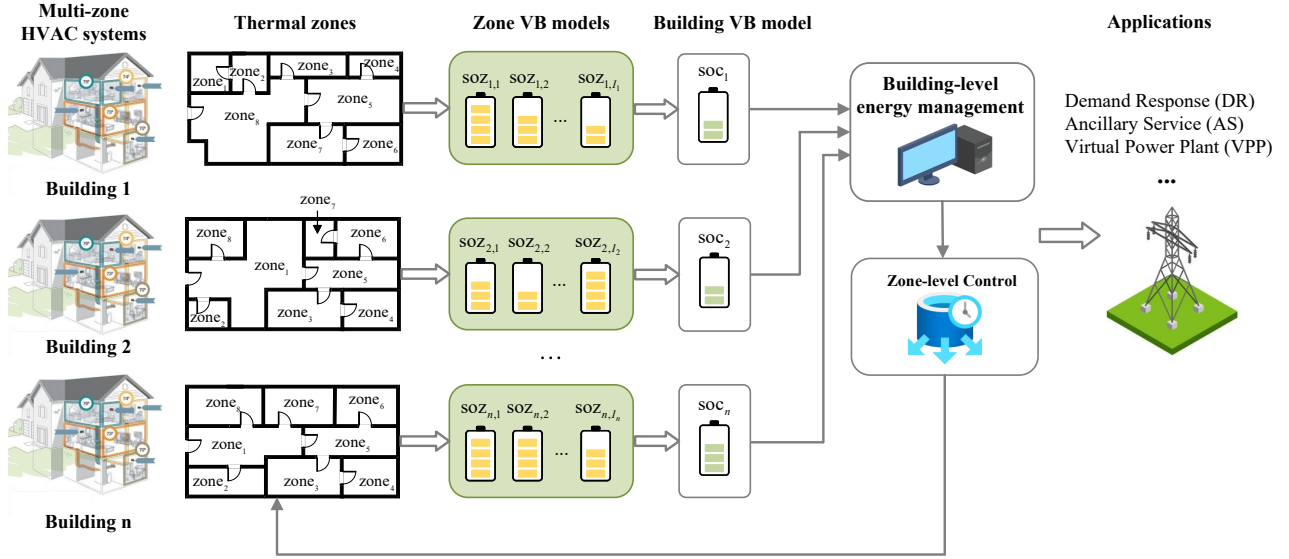 Multi-zone
HVAC systems
Thermal zones
Zone VB models
Building VB model
Applications
zone₁
zone₂
zone₃
zone₄
zone₅
zone₈
zone₇
zone₆
soz₁,₁
soz₁,₂
soz₁,I₁
...
soc₁
Building-level
energy management
Demand Response (DR)
Ancillary Service (AS)
Virtual Power Plant (VPP)
...
Building 1
zone₇
zone₈
zone₆
zone₁
zone₅
zone₂
zone₃
zone₄
soz₂,₁
soz₂,₂
soz₂,I₂
...
soc₂
Zone-level Control
Building 2
...
zone₈
zone₇
zone₆
zone₁
zone₅
zone₂
zone₃
zone₄
sozₙ,₁
sozₙ,₂
sozₙ,Iₙ
...
socₙ
Building n